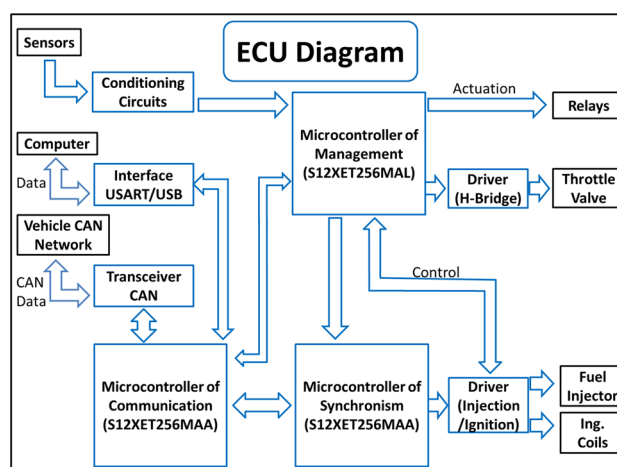 ECU Diagram
Sensors
Conditioning
Circuits
Actuation
Relays
Computer
Microcontroller of
Management
(S12XET256MAL)
Data
Interface
USART/USB
Driver
(H-Bridge)
Throttle
Valve
Vehicle CAN
Network
CAN
Data
Transceiver
CAN
Control
Microcontroller of
Communication
(S12XET256MAA)
Microcontroller of
Synchronism
(S12XET256MAA)
Driver
(Injection
/Ignition)
Fuel
Injector
Ing.
Coils